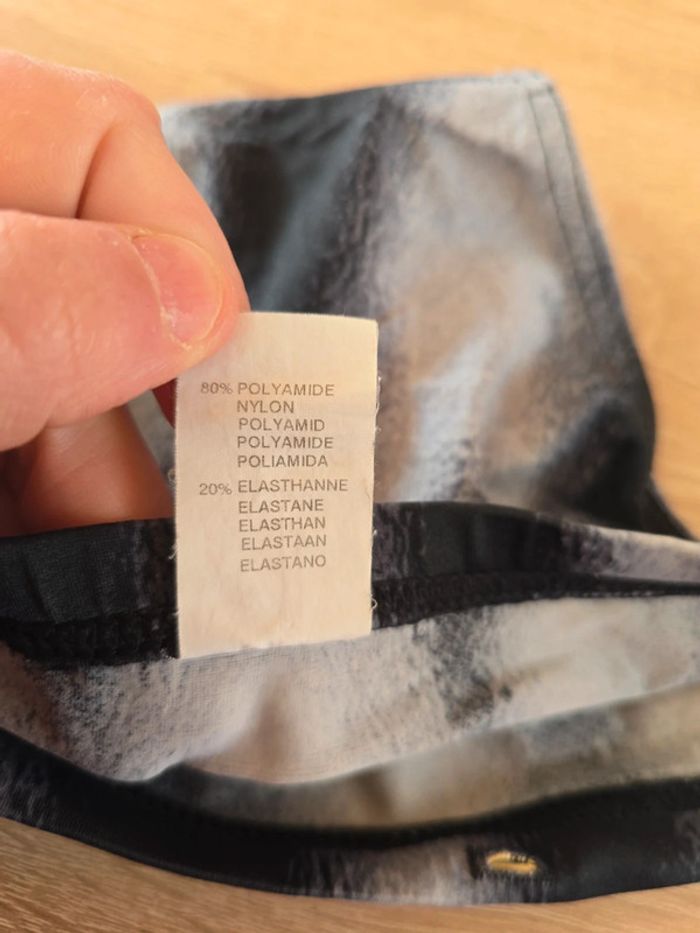 80% POLYAMIDE
NYLON
POLYAMID
POLYAMIDE
POLIAMIDA
20% ELASTHANNE
ELASTANE
ELASTHAN
ELASTAAN
ELASTANO